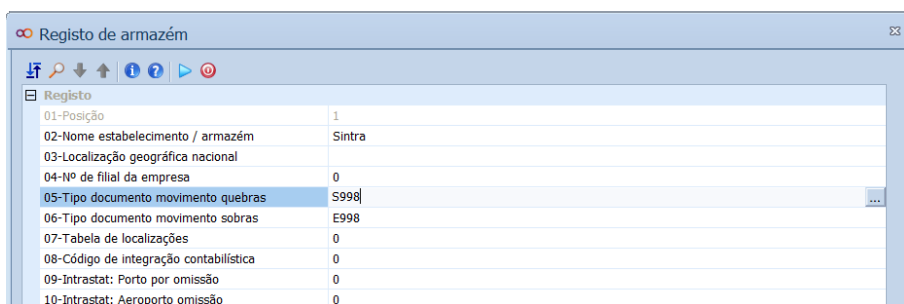 Registo de armazém
Registo
01-Posição 1
02-Nome estabelecimento / armazém Sintra
03-Localização geográfica nacional
04-Nº de filial da empresa 0
05-Tipo documento movimento quebras S998 ...
06-Tipo documento movimento sobras E998
07-Tabela de localizações 0
08-Código de integração contabilística 0
09-Intrastat: Porto por omissão 0
10-Intrastat: Aeroporto omissão 0